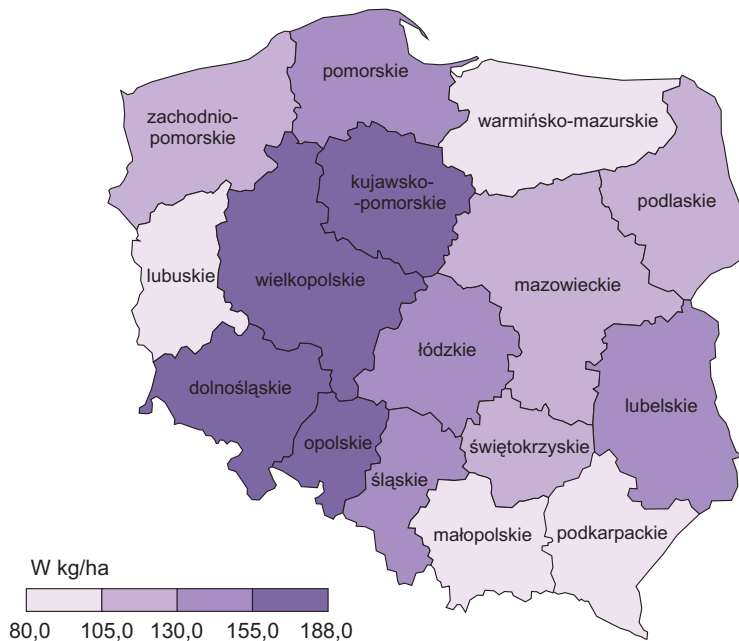 pomorskie
zachodnio-
pomorskie
warmińsko-mazurskie
kujawsko-
-pomorskie
podlaskie
lubuskie
wielkopolskie
mazowieckie
łódzkie
dolnośląskie
lubelskie
opolskie
świętokrzyskie
śląskie
małopolskie
podkarpackie
W kg/ha
80,0 105,0 130,0 155,0 188,0